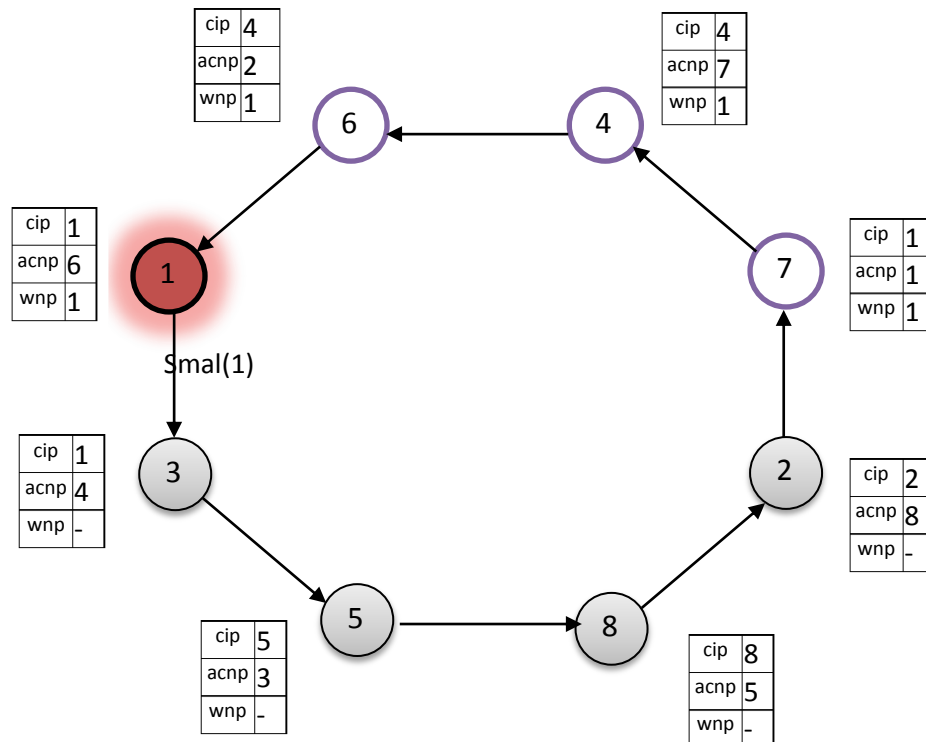 cip 4
acnp 2
wnp 1
cip 4
acnp 7
wnp 1
6
4
cip 1
acnp 6
wnp 1
1
7
cip 1
acnp 1
wnp 1
Smal(1)
cip 1
acnp 4
wnp -
3
2
cip 2
acnp 8
wnp -
5
8
cip 5
acnp 3
wnp -
cip 8
acnp 5
wnp -